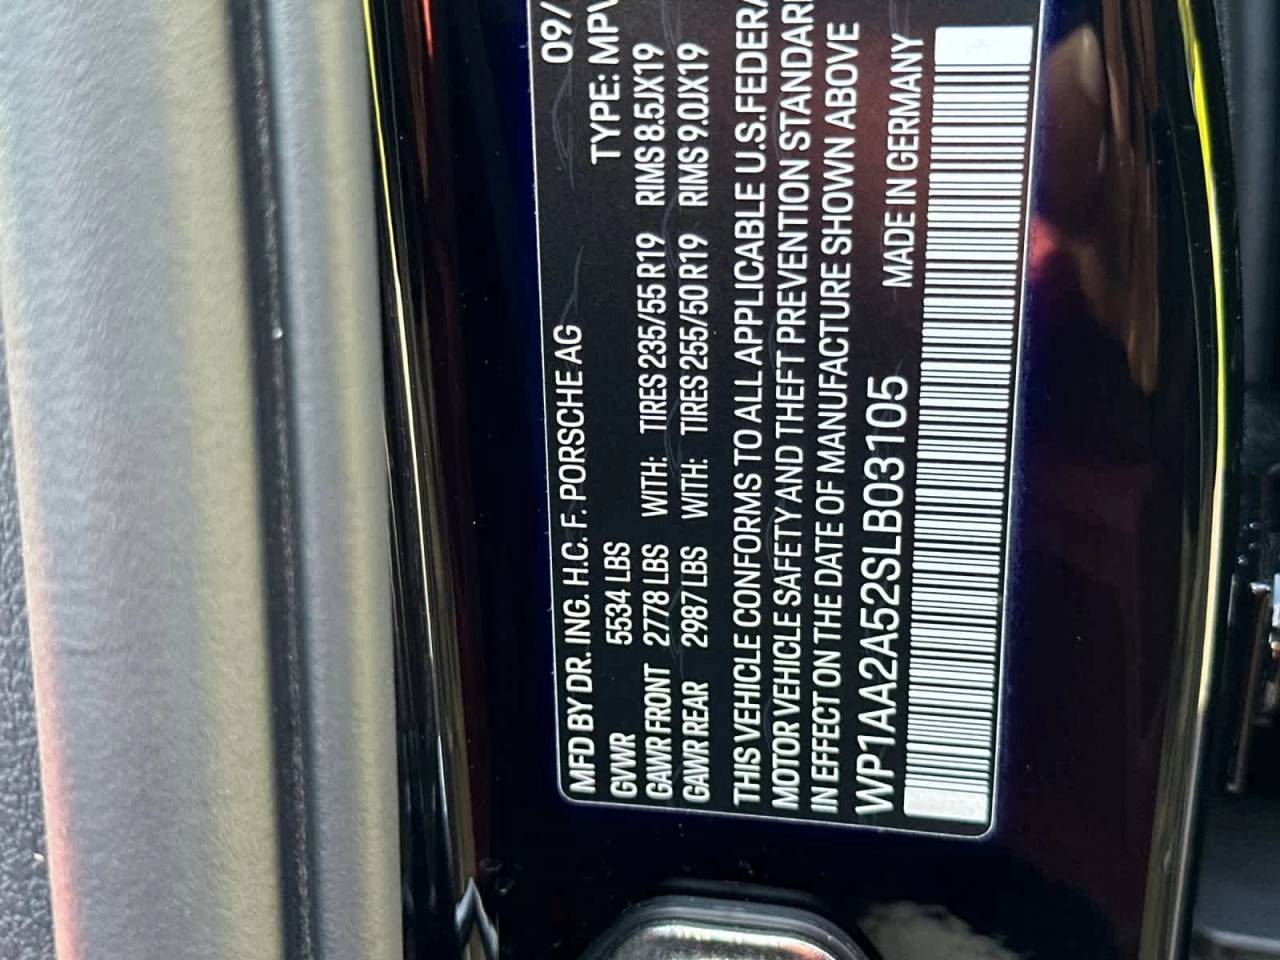 MFD BY DR. ING. H.C. F. PORSCHE AG 09/
GVWR 5534 LBS TYPE: MPV
GAWR FRONT 2778 LBS WITH: TIRES 235/55 R19 RIMS 8.5JX19
GAWR REAR 2987 LBS WITH: TIRES 255/50 R19 RIMS 9.0JX19
THIS VEHICLE CONFORMS TO ALL APPLICABLE U.S.FEDERA
MOTOR VEHICLE SAFETY AND THEFT PREVENTION STANDAR
IN EFFECT ON THE DATE OF MANUFACTURE SHOWN ABOVE
WP1AA2A52SLB03105 MADE IN GERMANY